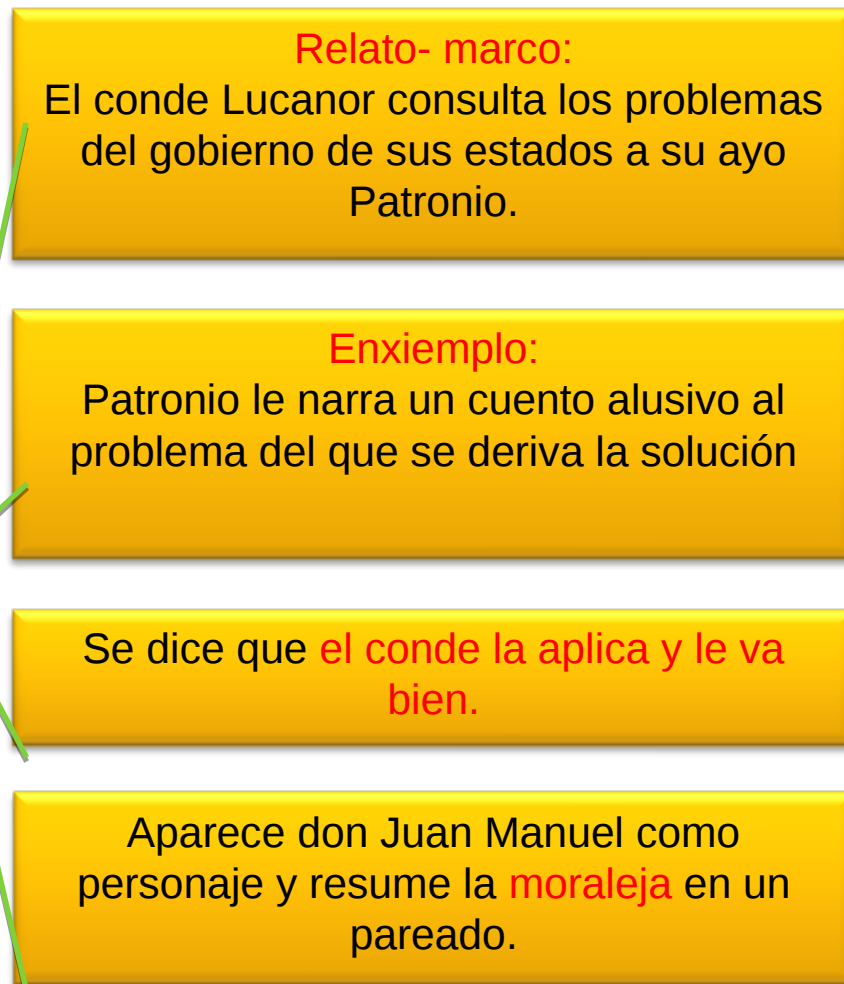 Relato- marco:
El conde Lucanor consulta los problemas
del gobierno de sus estados a su ayo
Patronio.
Enxiemplo:
Patronio le narra un cuento alusivo al
problema del que se deriva la solución
Se dice que el conde la aplica y le va
bien.
Aparece don Juan Manuel como
personaje y resume la moraleja en un
pareado.